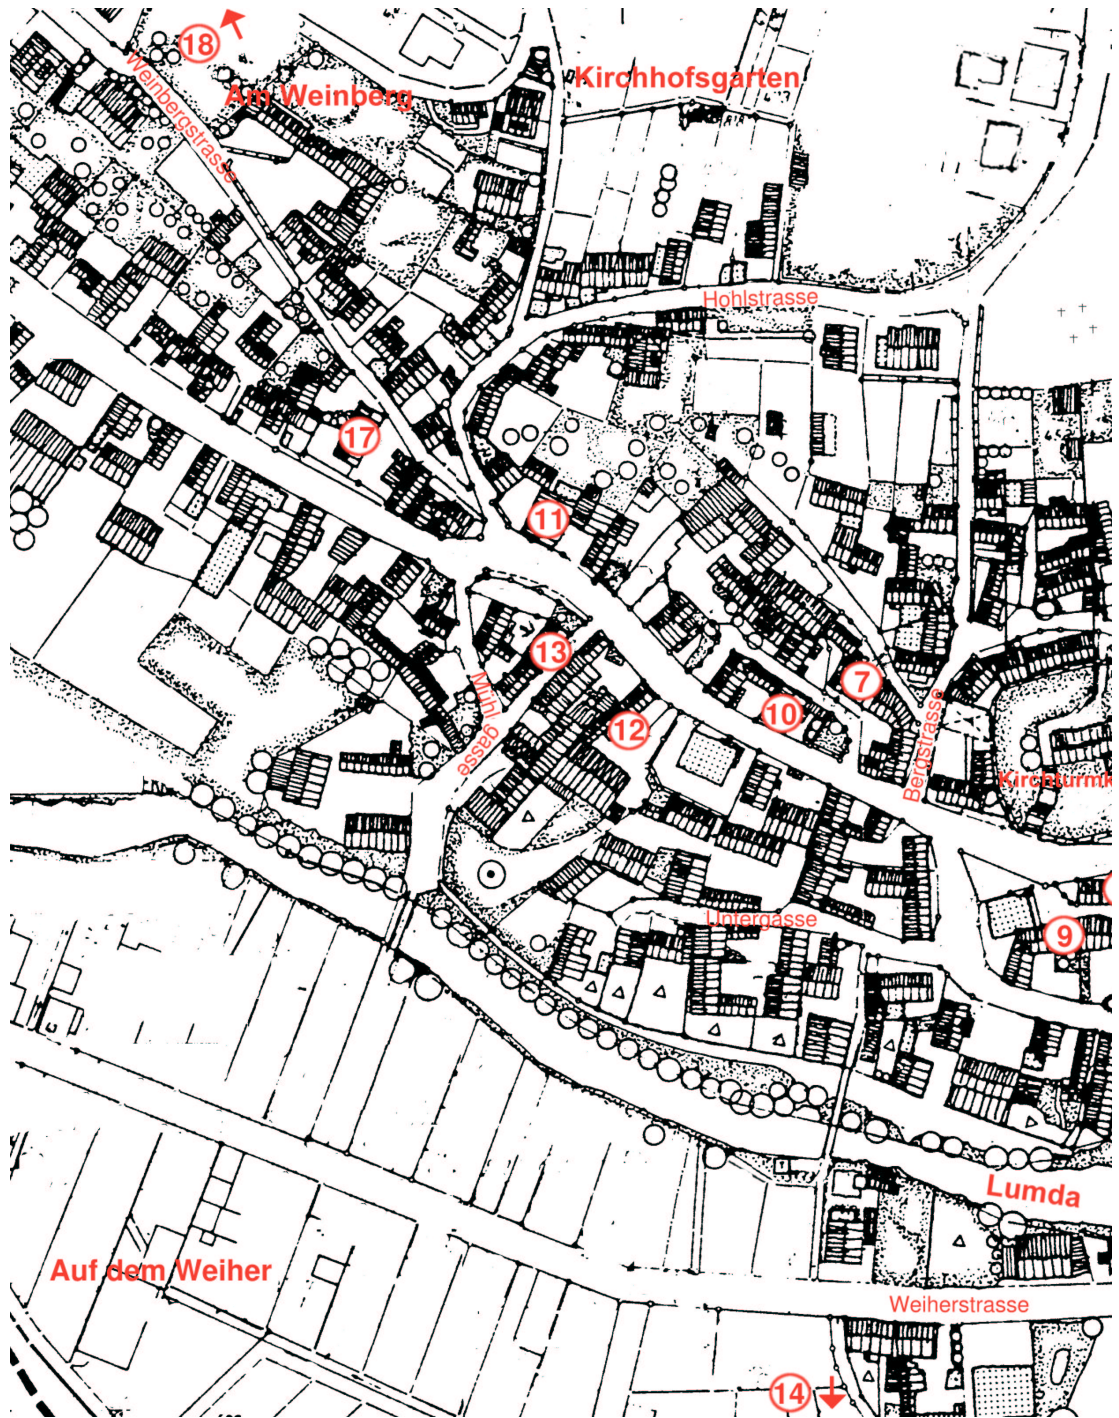 18
Kirchhofsgarten
Am Weinberg
Weinbergstrasse
Hohlstrasse
17
11
13
7
Mühlgasse
10
12
Bergstrasse
Kirchturmk
Untergasse
9
Lumda
Auf dem Weiher
Weiherstrasse
14